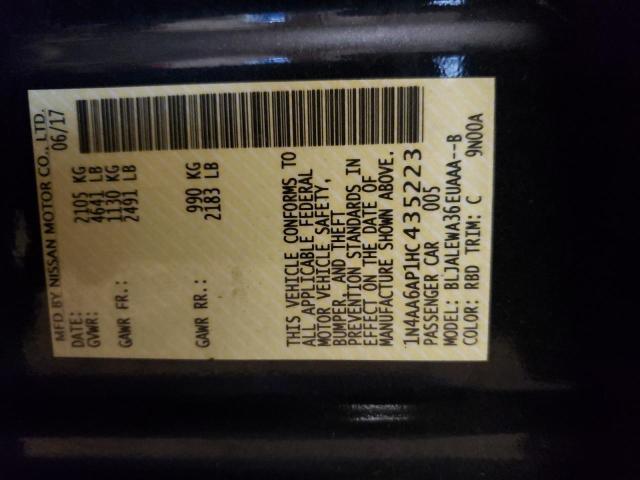 MFD BY NISSAN MOTOR CO., LTD.
DATE: 06/17
GVWR: 2105 KG
4641 LB
GAWR FR.: 1130 KG
2491 LB
GAWR RR.: 990 KG
2183 LB
THIS VEHICLE CONFORMS TO
ALL APPLICABLE FEDERAL
MOTOR VEHICLE SAFETY,
BUMPER, AND THEFT
PREVENTION STANDARDS IN
EFFECT ON THE DATE OF
MANUFACTURE SHOWN ABOVE.
1N4AA6AP1HC435223
PASSENGER CAR 005
MODEL: BLJALEWA36EUAAA--B
COLOR: RBD TRIM: C 9N00A